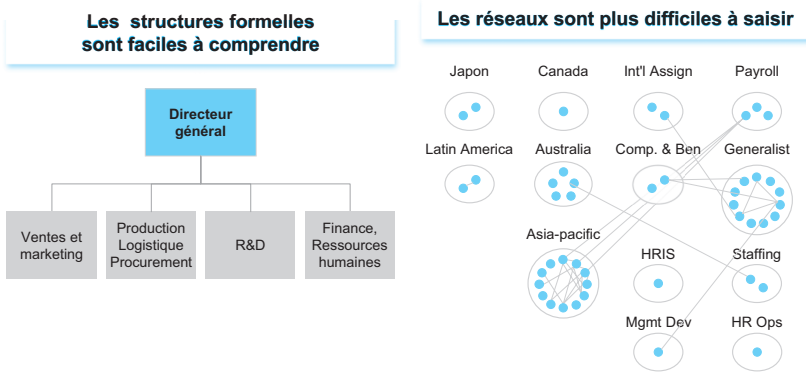 Les structures formelles
sont faciles à comprendre
Directeur
général
Ventes et
marketing
Production
Logistique
Procurement
R&D
Finance,
Ressources
humaines
Les réseaux sont plus difficiles à saisir
Japon
Canada
Int'l Assign
Payroll
Latin America
Australia
Comp. & Ben
Generalist
Asia-pacific
HRIS
Staffing
Mgmt Dev
HR Ops